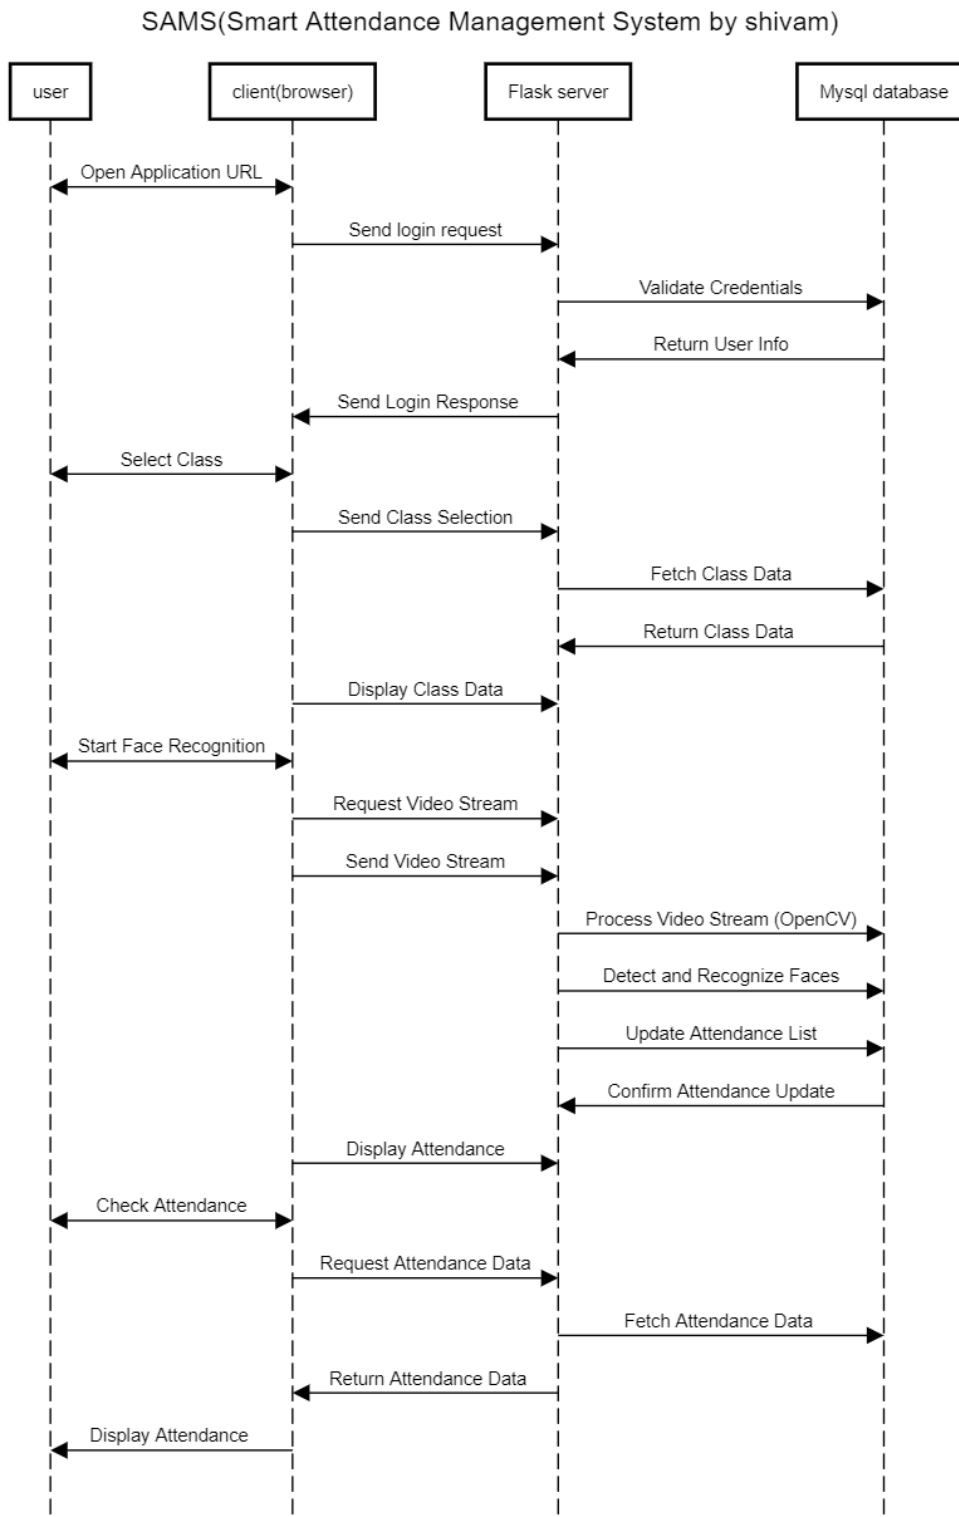 SAMS(Smart Attendance Management System by shivam)
user
client(browser)
Flask server
Mysql database
Open Application URL
Send login request
Validate Credentials
Return User Info
Send Login Response
Select Class
Send Class Selection
Fetch Class Data
Return Class Data
Display Class Data
Start Face Recognition
Request Video Stream
Send Video Stream
Process Video Stream (OpenCV)
Detect and Recognize Faces
Update Attendance List
Confirm Attendance Update
Display Attendance
Check Attendance
Request Attendance Data
Fetch Attendance Data
Return Attendance Data
Display Attendance